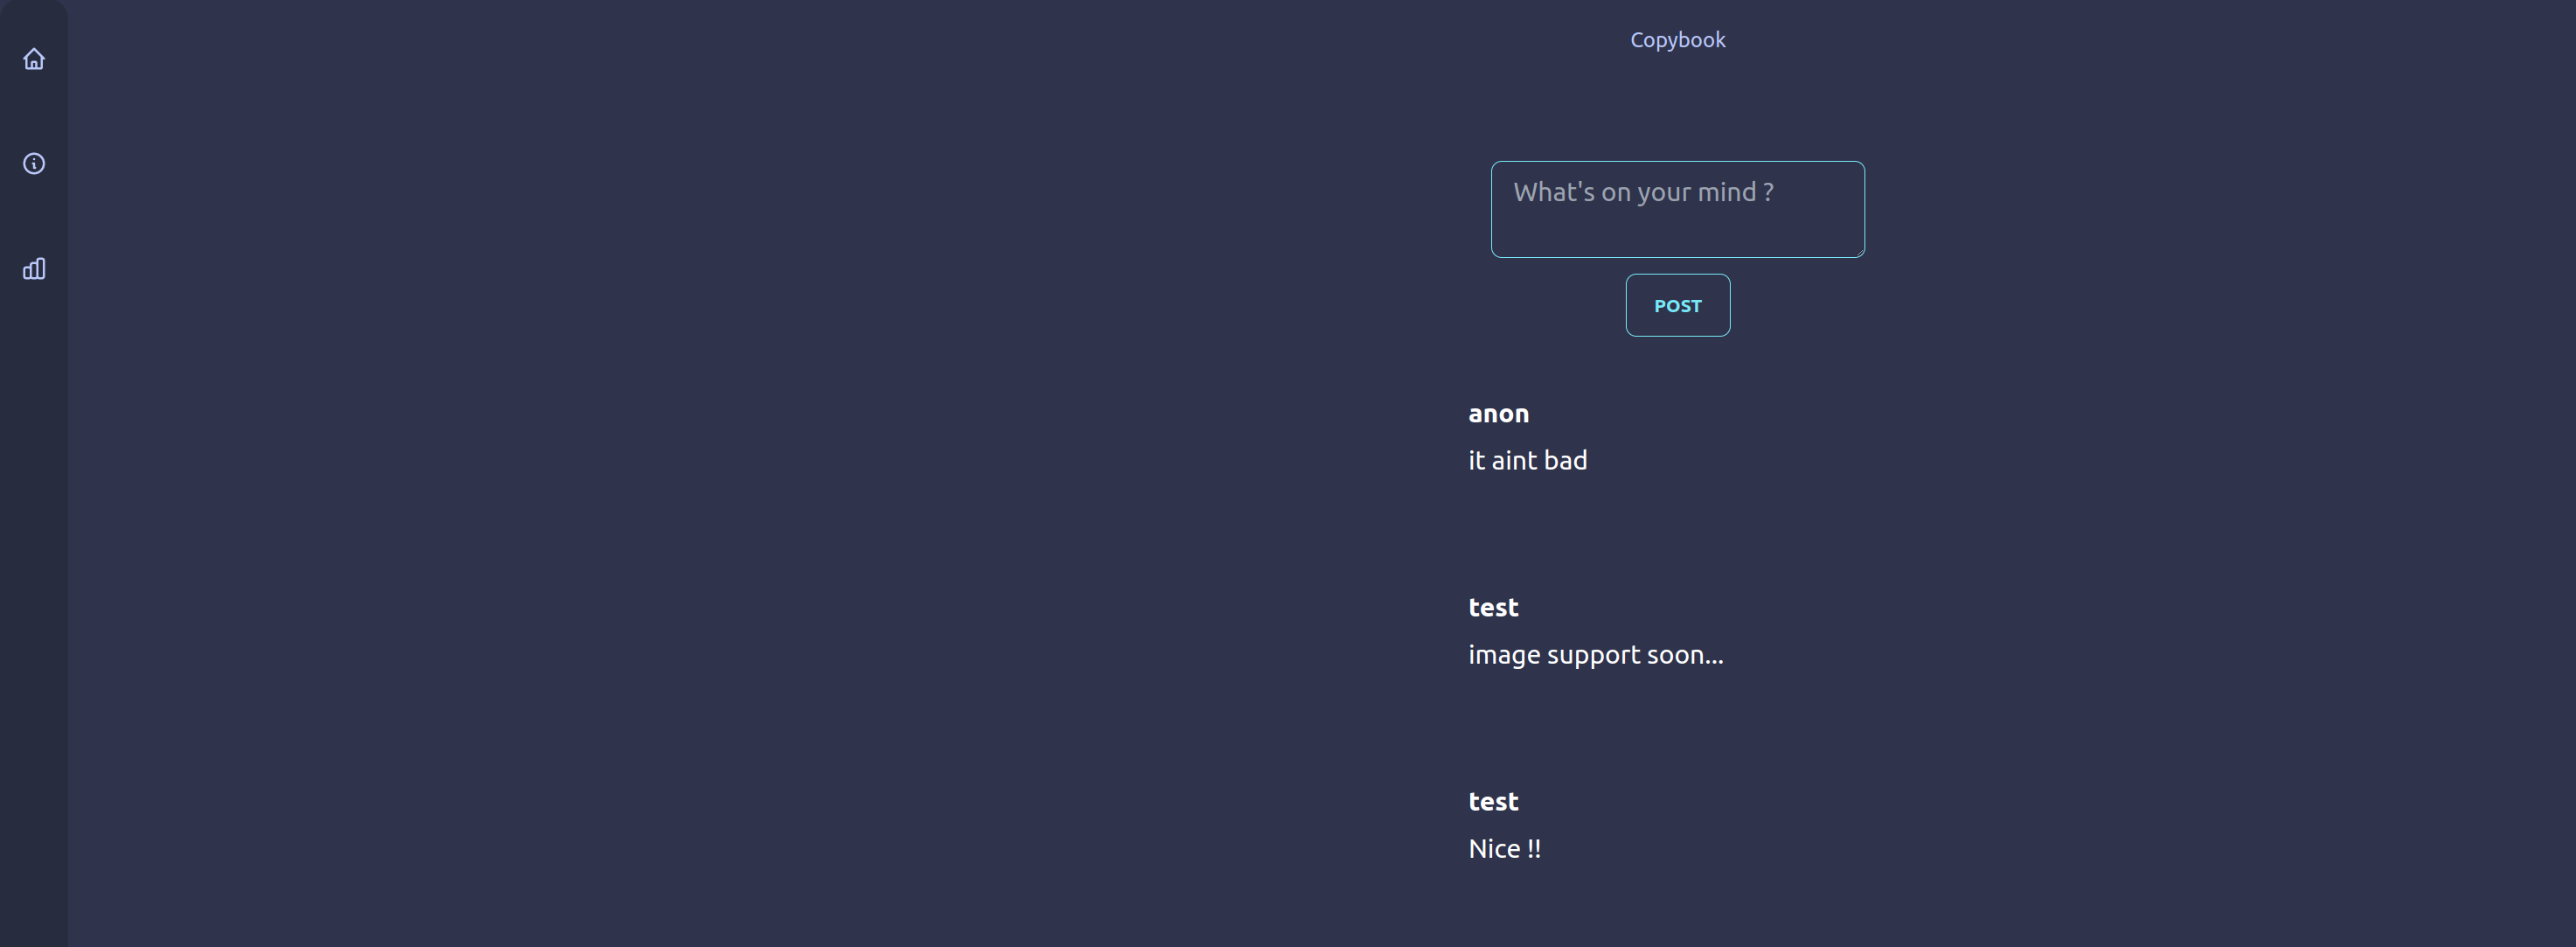 Copybook
What's on your mind ?
POST
anon
it aint bad
test
image support soon...
test
Nice !!